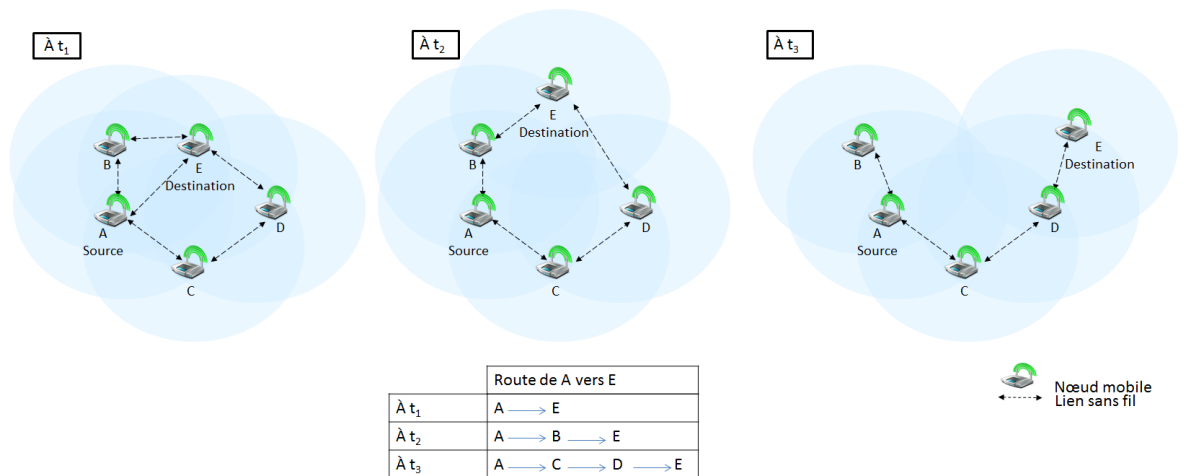 À t1
À t2
À t3
B
E
Destination
A
Source
D
C
E
Destination
B
A
Source
D
C
E
Destination
B
A
Source
D
C
Route de A vers E
À t1 A E
À t2 A B E
À t3 A C D E
Nœud mobile
Lien sans fil